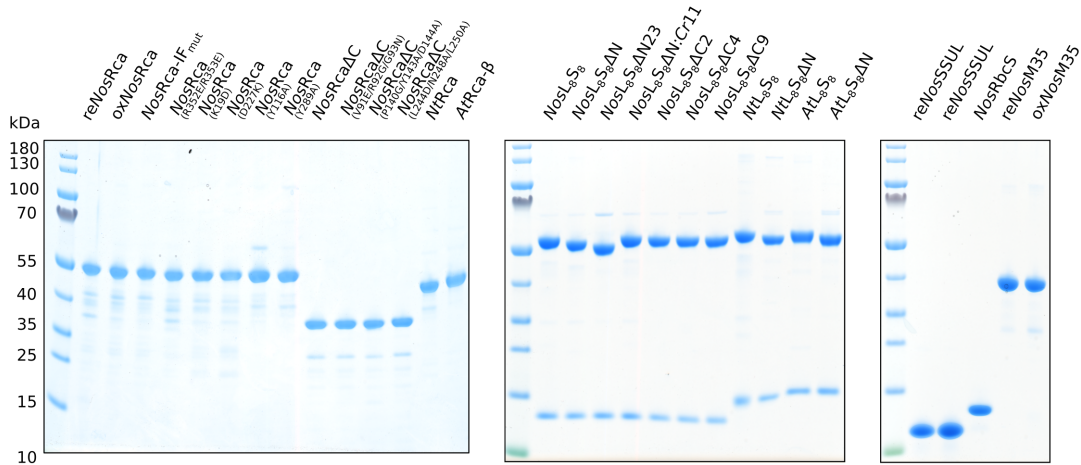 reNosRca
oxNosRca
NosRca-IFmut
NosRca
(R352E/R353E)
NosRca
(K19D)
NosRca
(D227K)
NosRca
(Y116A)
NosRca
(Y289A)
NosRcaΔC
NosRcaΔC
(V91E/R92G/G93N)
NosRcaΔC
(P140G/Y143A/D144A)
NosRcaΔC
(L244D/N248A/L250A)
NtRca
AtRca-β
NosL8S8
NosL8S8ΔN
NosL8S8ΔN23
NosL8S8ΔN:Cr11
NosL8S8ΔC2
NosL8S8ΔC4
NosL8S8ΔC9
NtL8S8
NtL8S8ΔN
AtL8S8
AtL8S8ΔN
reNosSSUL
reNosSSUL
NosRbcS
reNosM35
oxNosM35
kDa
180
130
100
70
55
40
35
25
15
10